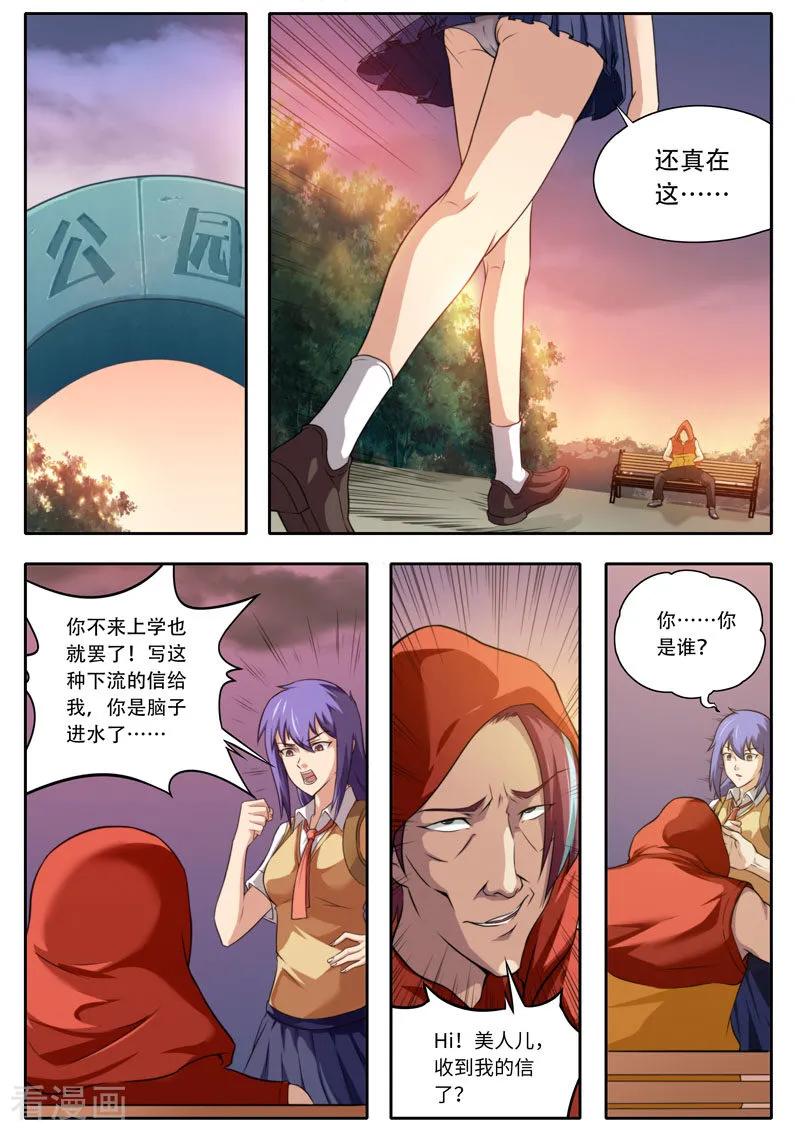 公园
还真在
这……
你不来上学也
就罢了！写这
种下流的信给
我，你是脑子
进水了……
Hi！美人儿，
收到我的信
了？
你……你
是谁？
看漫画